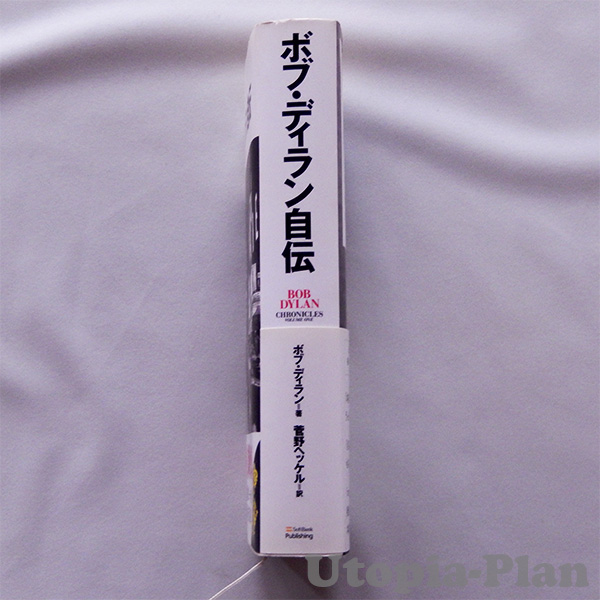 ボブ・ディラン自伝
BOB
DYLAN
CHRONICLES
VOLUME ONE
ボブ・ディラン=著
菅野ヘッケル=訳
SoftBank
Publishing
Utopia-Plan